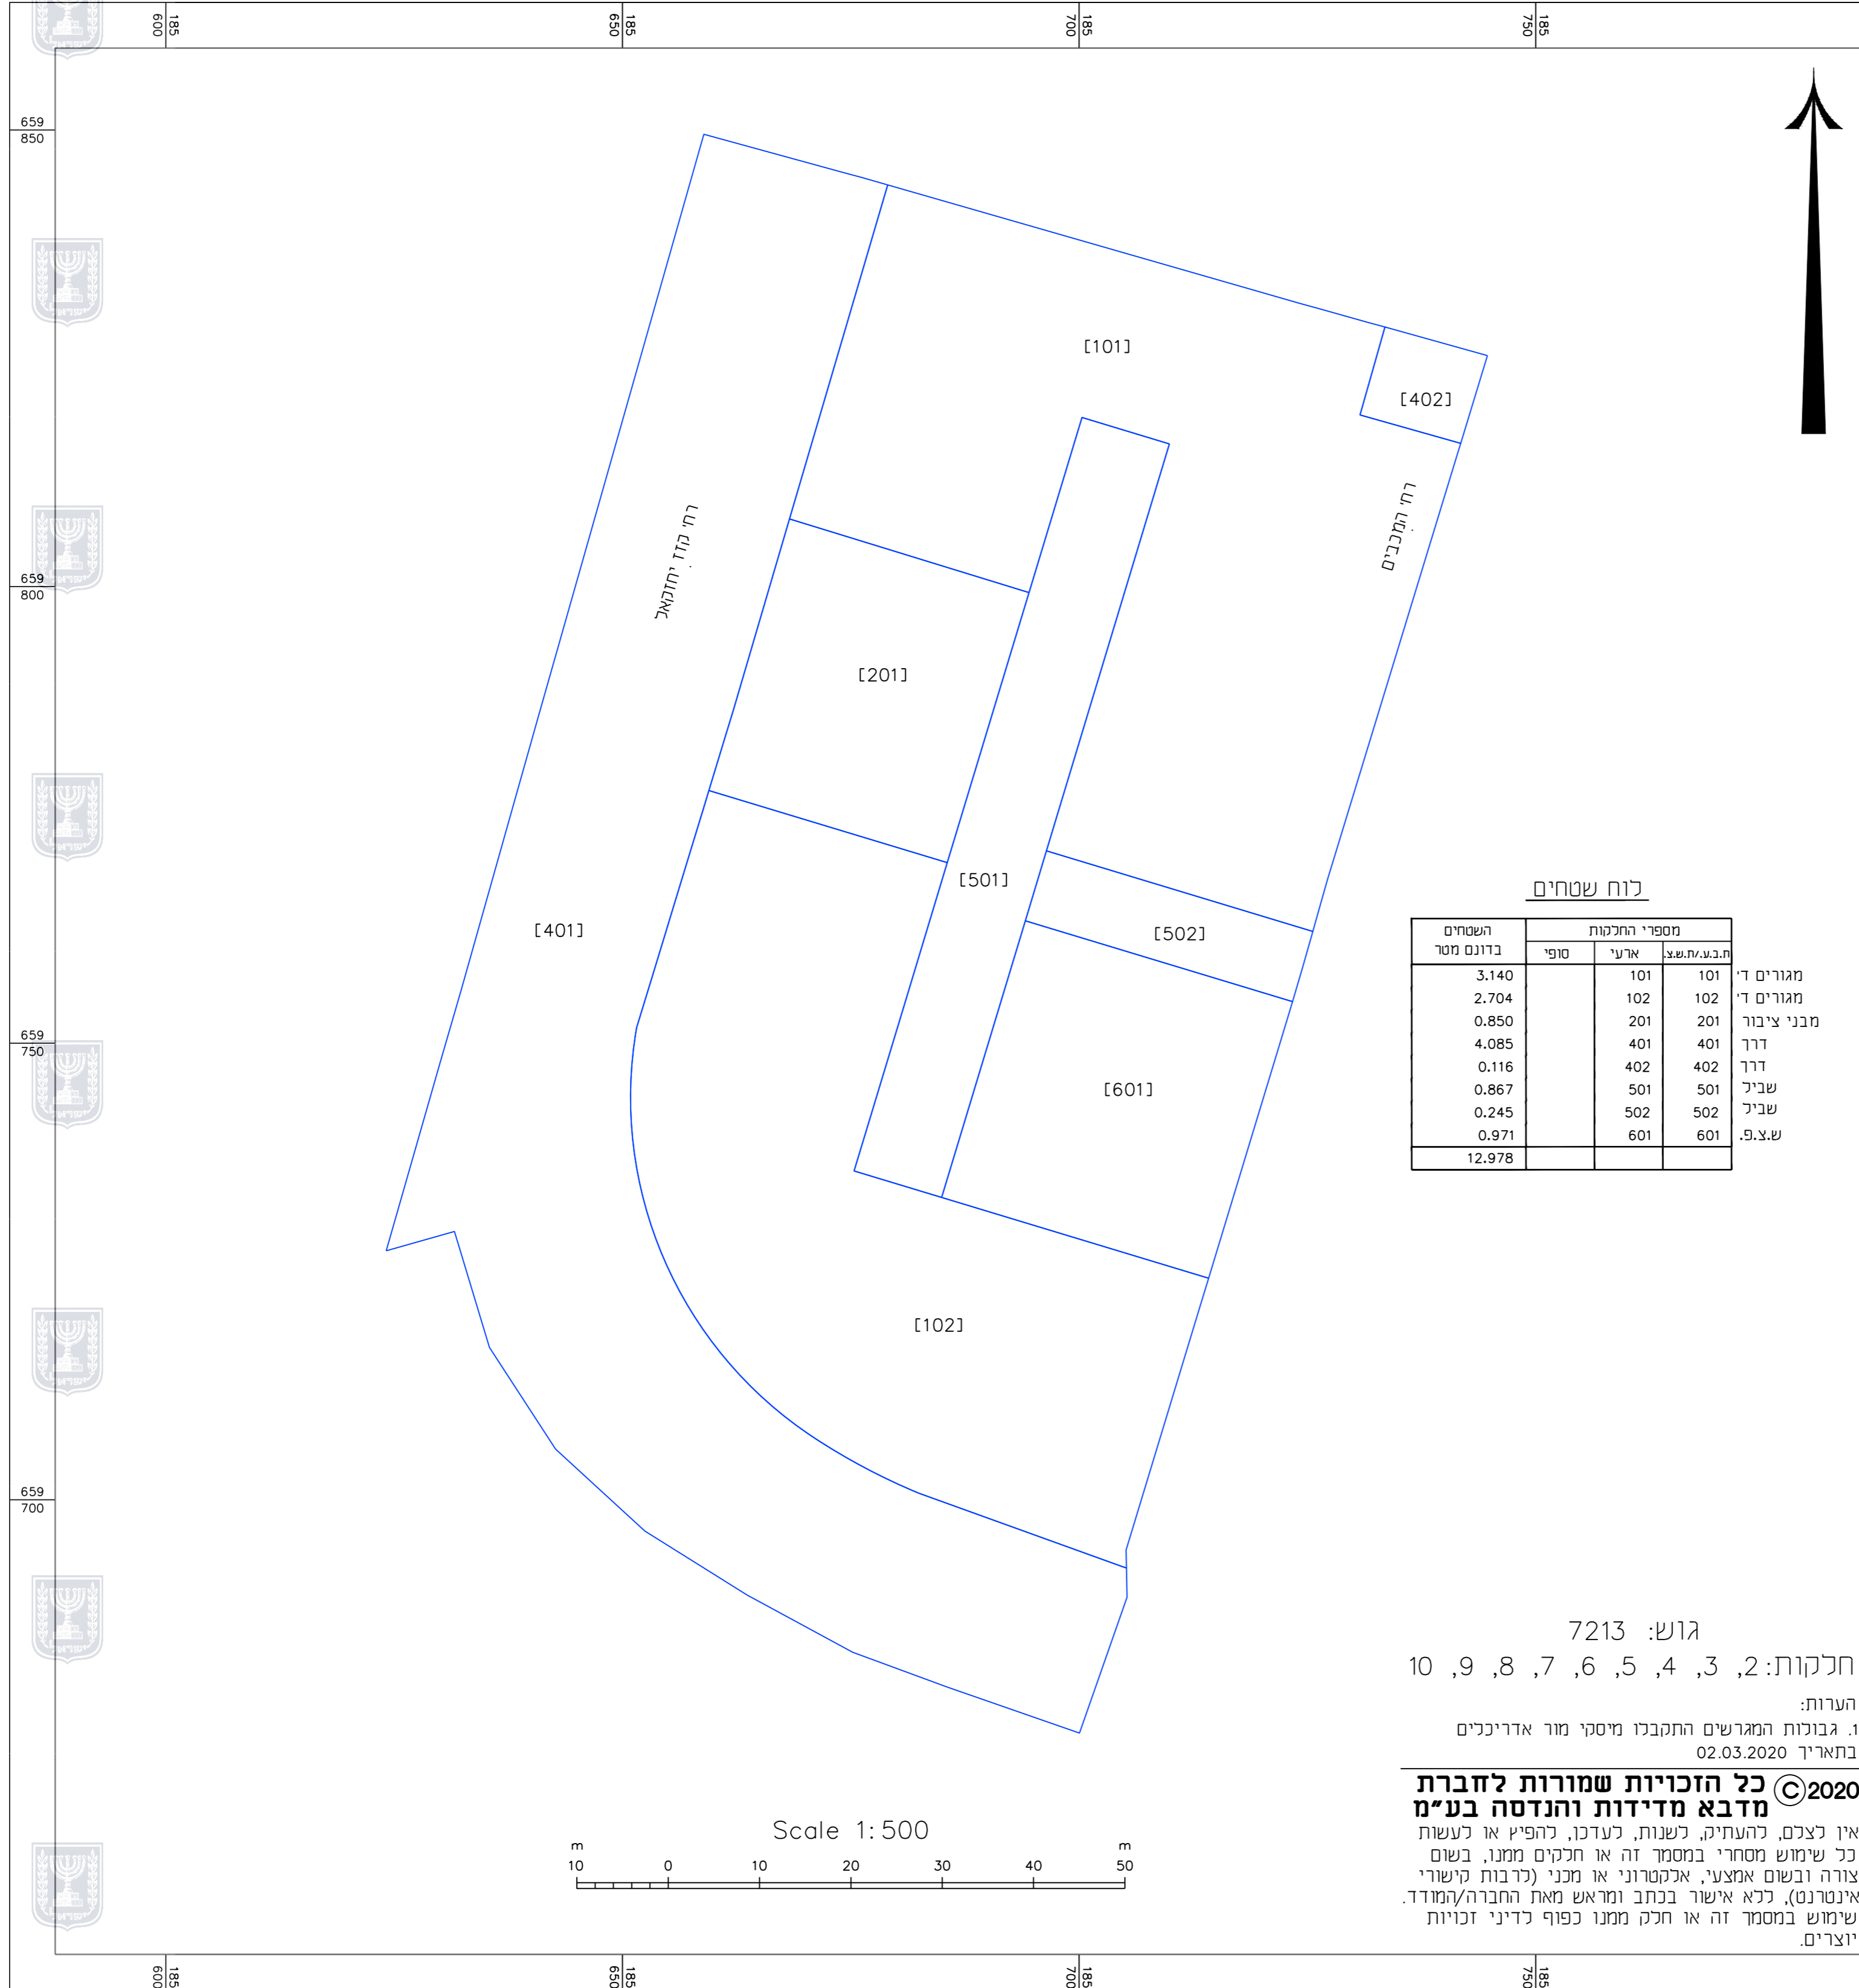 185 600
185 650
185 700
185 750
659
850
659
800
659
750
659
700
[101]
[402]
רח' קדז יחזקאל
רח' המכבים
[201]
[501]
[401]
[502]
[601]
[102]
לוח שטחים
מספרי החלקות השטחים בדונם מטר
ת.ב.ע./ת.ש.צ. ארעי סופי
מגורים ד' 101 101 3.140
מגורים ד' 102 102 2.704
מבני ציבור 201 201 0.850
דרך 401 401 4.085
דרך 402 402 0.116
שביל 501 501 0.867
שביל 502 502 0.245
ש.צ.פ. 601 601 0.971
12.978
גוש: 7213
חלקות: 2, 3, 4, 5, 6, 7, 8, 9, 10
הערות:
1. גבולות המגרשים התקבלו מיסקי מור אדריכלים
בתאריך 02.03.2020
2020 © כל הזכויות שמורות לחברת
מדבא מדידות והנדסה בע"מ
אין לצלם, להעתיק, לשנות, לעדכן, להפיץ או לעשות
כל שימוש מסחרי במסמך זה או חלקים ממנו, בשום
צורה ובשום אמצעי, אלקטרוני או מכני (לרבות קישורי
אינטרנט), ללא אישור בכתב ומראש מאת החברה/המודד.
שימוש במסמך זה או חלק ממנו כפוף לדיני זכויות
יוצרים.
Scale 1:500
m m
10 0 10 20 30 40 50
185 600
185 650
185 700
185 750